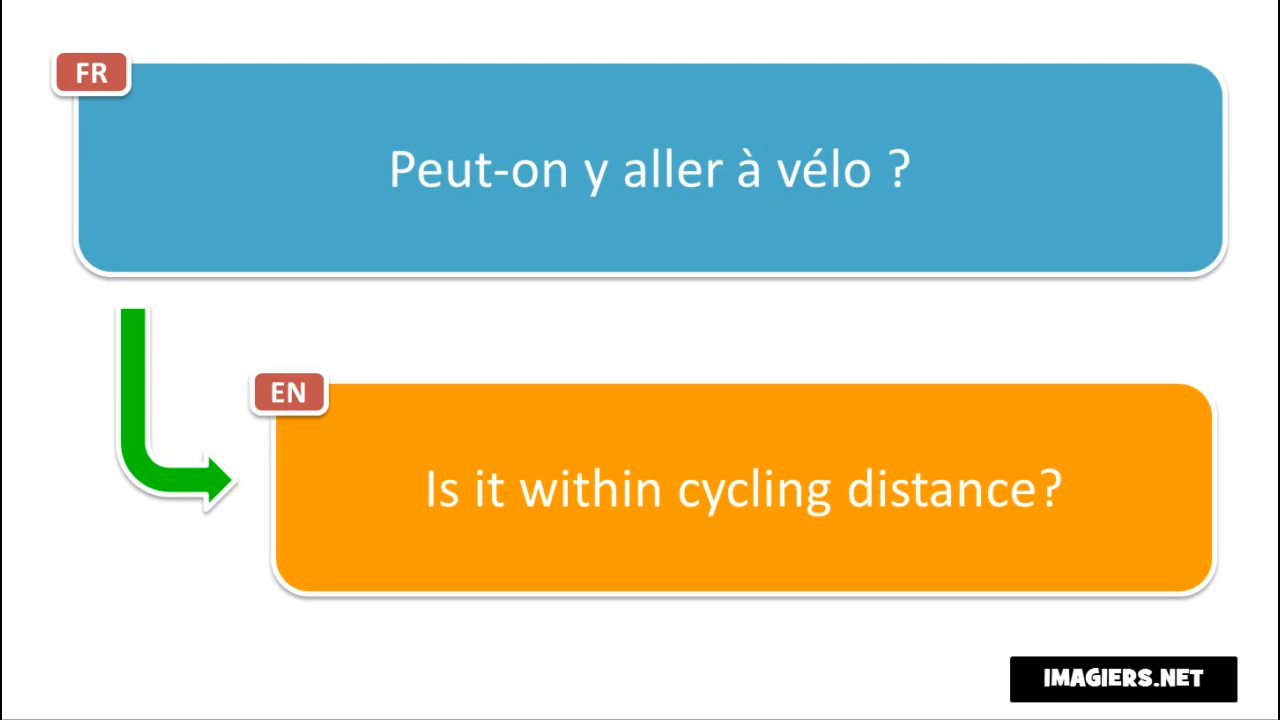 FR
Peut-on y aller à vélo ?
EN
Is it within cycling distance?
IMAGIERS.NET